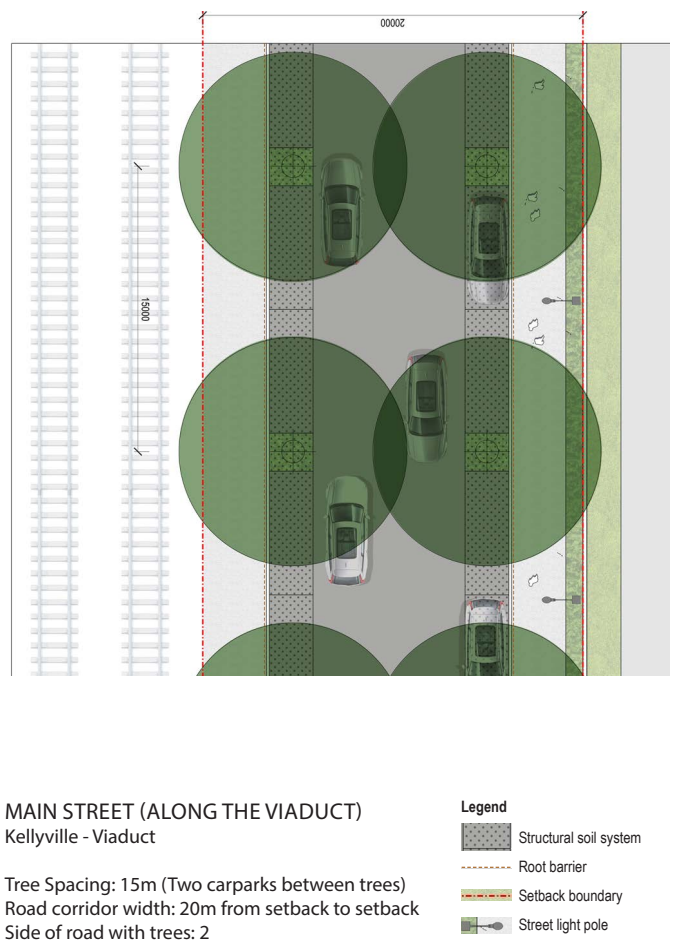 20000
15000
MAIN STREET (ALONG THE VIADUCT)
Kellyville - Viaduct
Tree Spacing: 15m (Two carparks between trees)
Road corridor width: 20m from setback to setback
Side of road with trees: 2
Legend
Structural soil system
Root barrier
Setback boundary
Street light pole